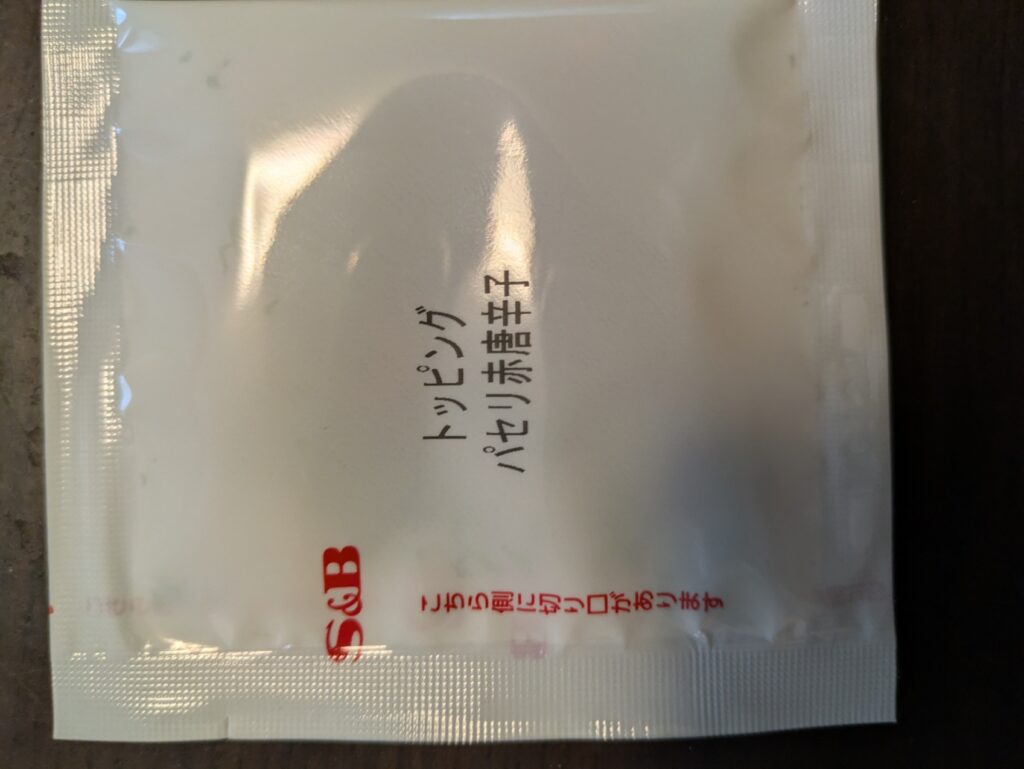 S&B
トッピング
パセリ赤唐辛子
こちら側に切り口があります